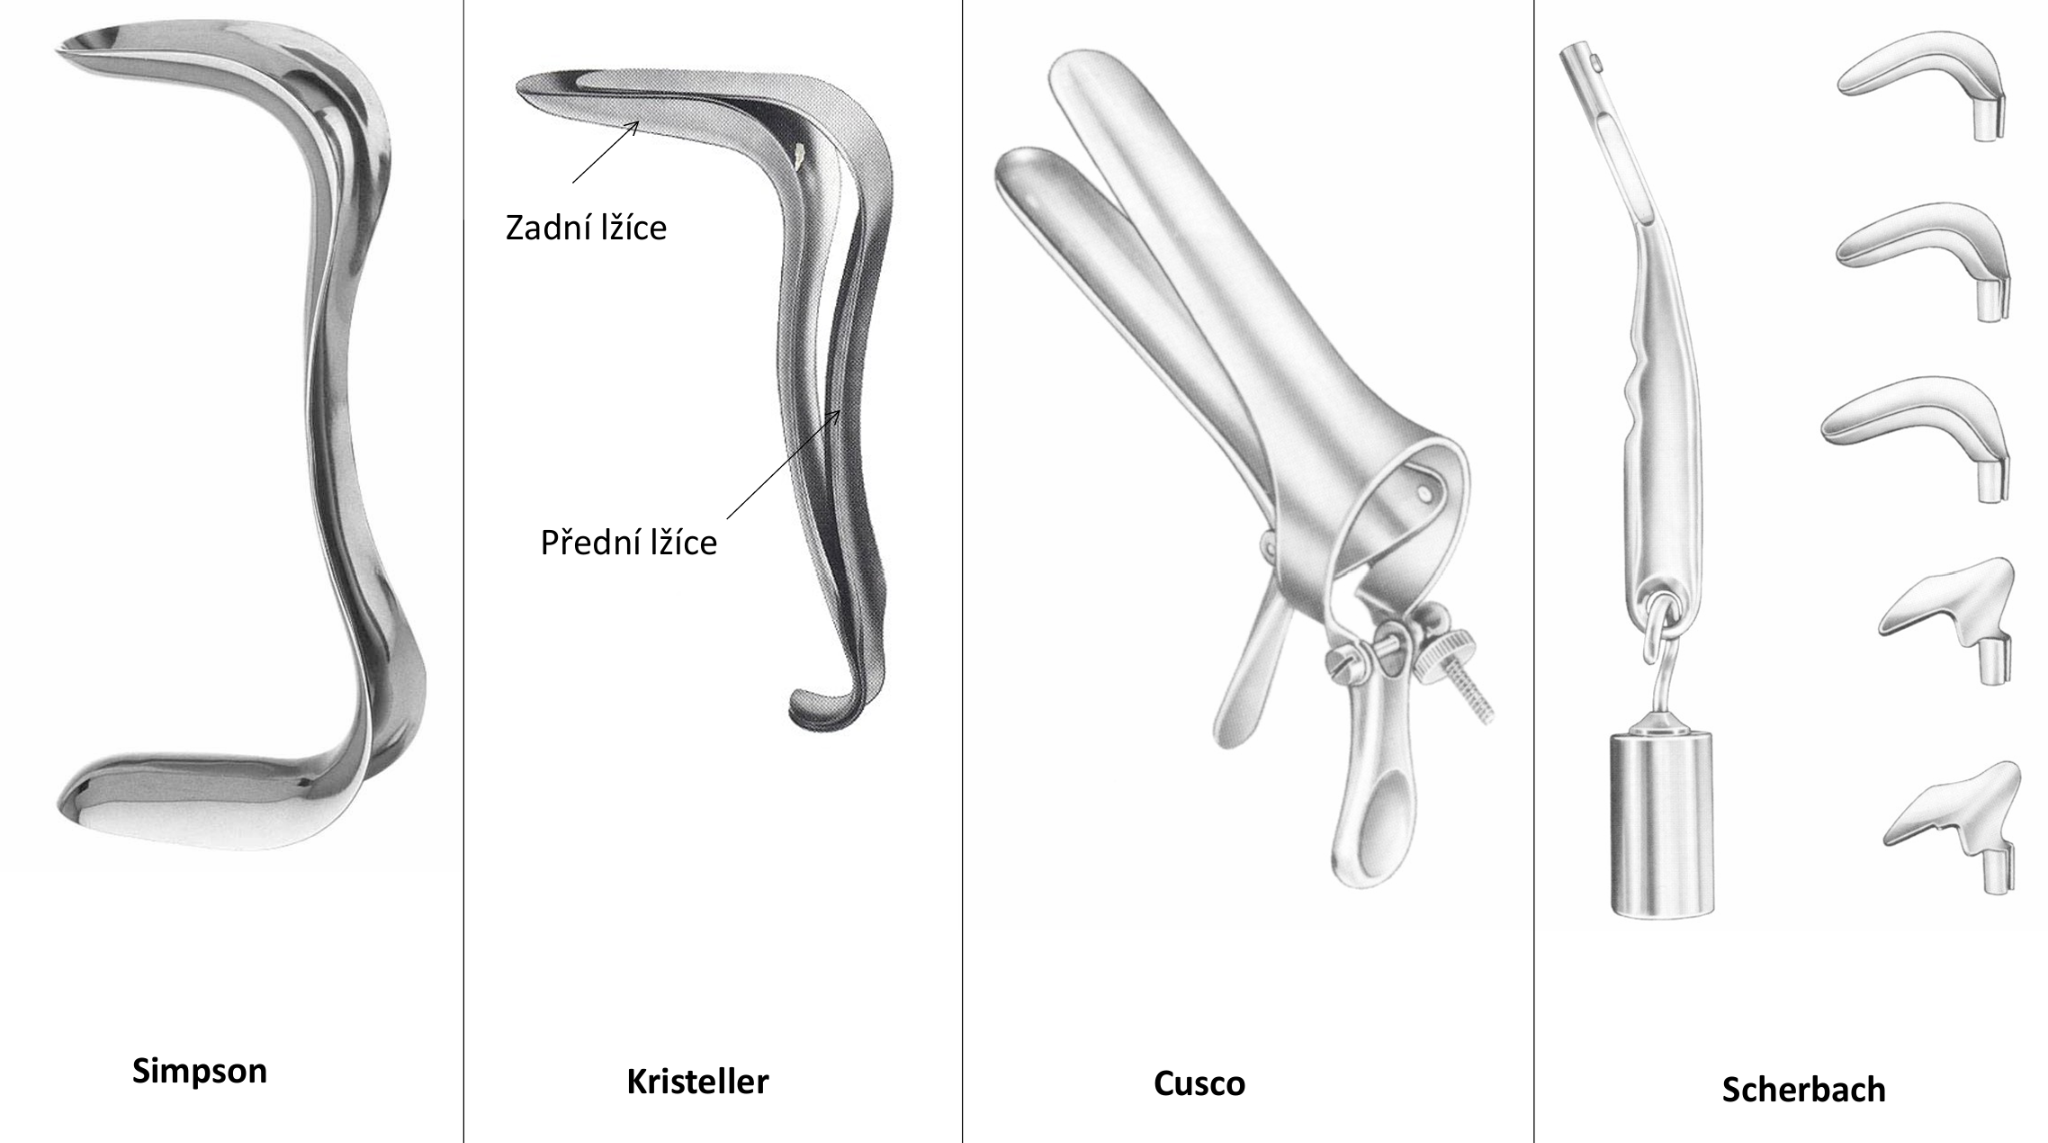 Zadní lžíce
Přední lžíce
Simpson
Kristeller
Cusco
Scherbach